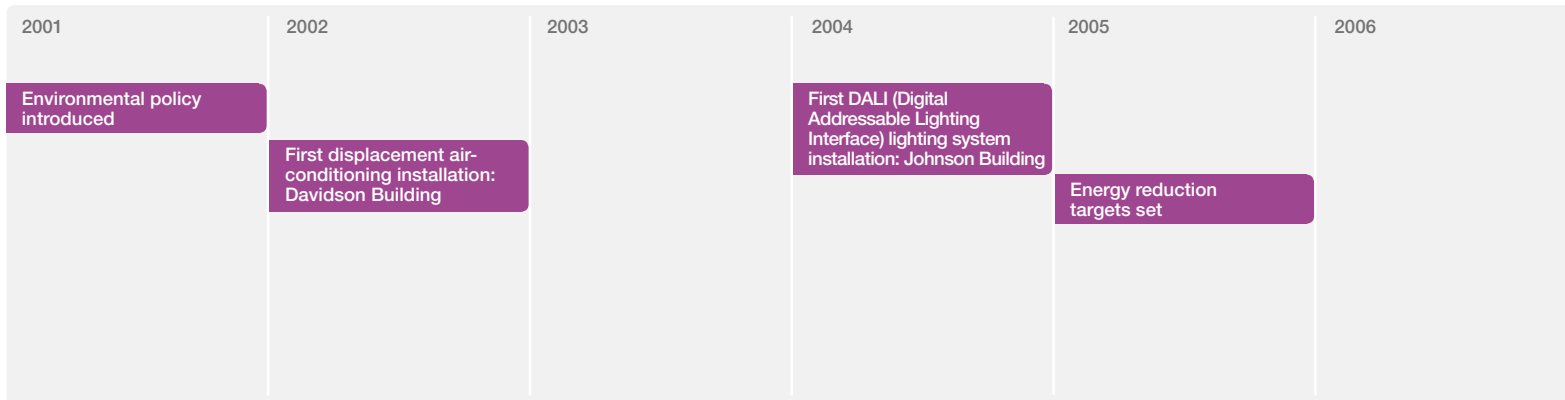 2001
2002
2003
2004
2005
2006
Environmental policy
introduced
First displacement air-
conditioning installation:
Davidson Building
First DALI (Digital
Addressable Lighting
Interface) lighting system
installation: Johnson Building
Energy reduction
targets set